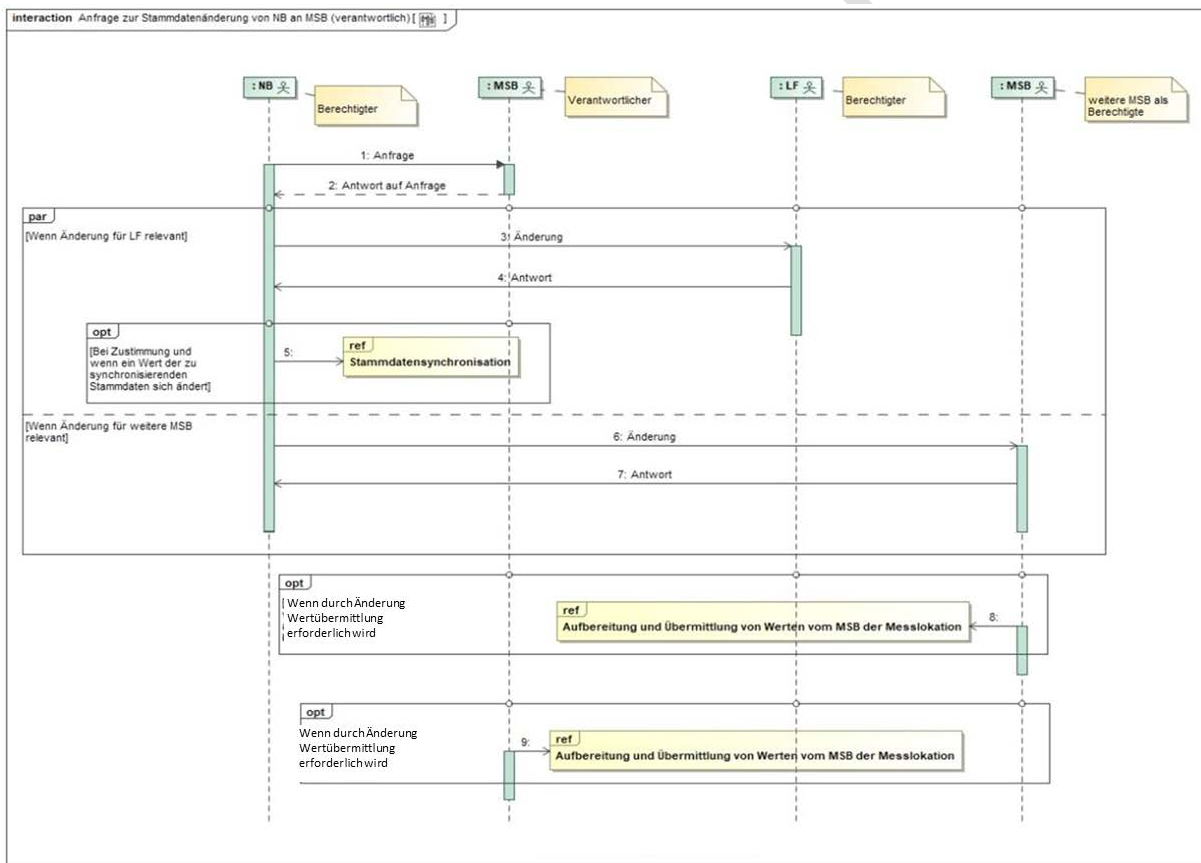 interaction Anfrage zur Stammdatenänderung von NB an MSB (verantwortlich) [ ]
: NB
Berechtigter
: MSB
Verantwortlicher
: LF
Berechtigter
: MSB
weitere MSB als
Berechtigte
1: Anfrage
2: Antwort auf Anfrage
par
[Wenn Änderung für LF relevant]
3: Änderung
4: Antwort
opt
[Bei Zustimmung und
wenn ein Wert der zu
synchronisierenden
Stammdaten sich ändert]
5:
ref
Stammdatensynchronisation
[Wenn Änderung für weitere MSB
relevant]
6: Änderung
7: Antwort
opt
[ Wenn durch Änderung
Wertübermittlung
erforderlich wird
ref
Aufbereitung und Übermittlung von Werten vom MSB der Messlokation
8:
opt
Wenn durch Änderung
Wertübermittlung
erforderlich wird
9:
ref
Aufbereitung und Übermittlung von Werten vom MSB der Messlokation